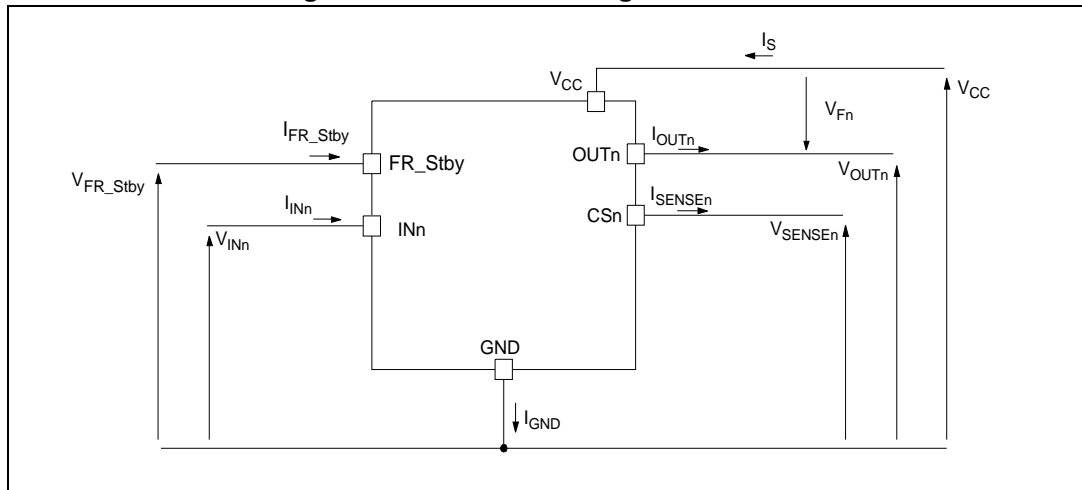 I_S
V_CC
V_CC
V_Fn
I_FR_Stby
I_OUTn
FR_Stby
OUTn
V_FR_Stby
V_OUTn
I_INn
I_SENSEn
INn
CSn
V_INn
V_SENSEn
GND
I_GND